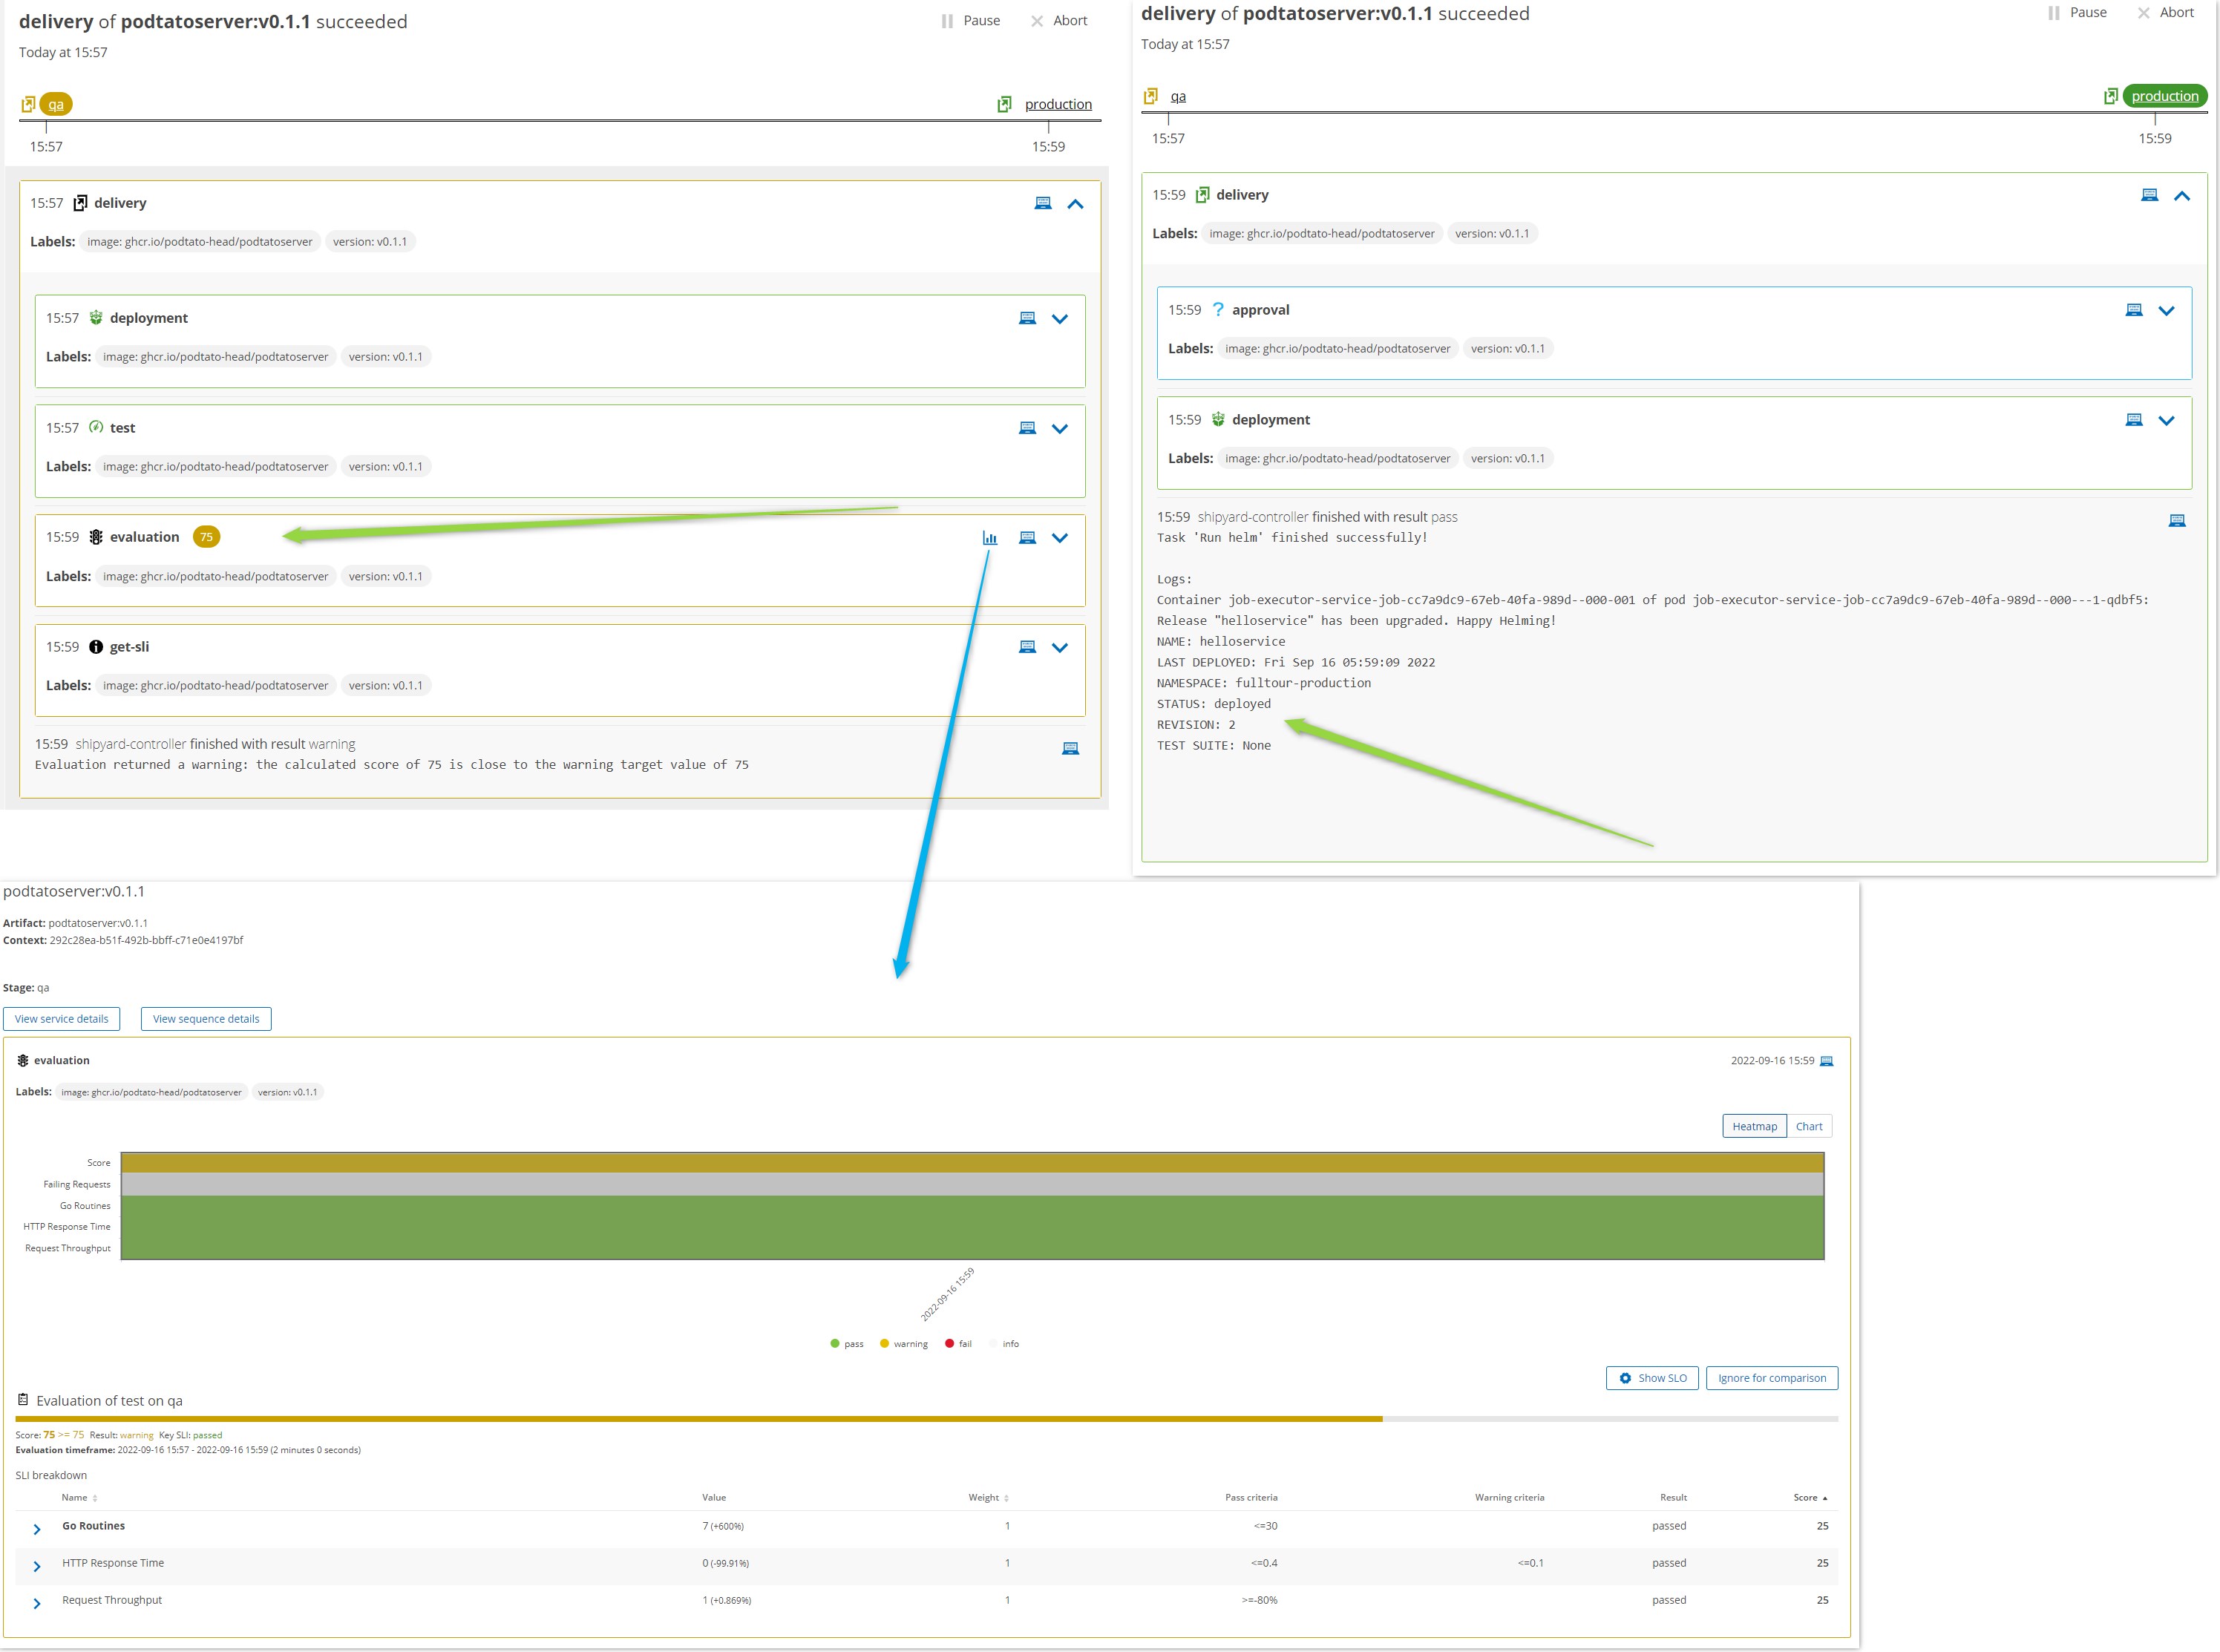 delivery of podtatoserver:v0.1.1 succeeded
Pause
Abort
Today at 15:57
qa
production
15:57
15:59
15:57 delivery
Labels: image: ghcr.io/podtato-head/podtatoserver version: v0.1.1
15:57 deployment
Labels: image: ghcr.io/podtato-head/podtatoserver version: v0.1.1
15:57 test
Labels: image: ghcr.io/podtato-head/podtatoserver version: v0.1.1
15:59 evaluation 75
Labels: image: ghcr.io/podtato-head/podtatoserver version: v0.1.1
15:59 get-sli
Labels: image: ghcr.io/podtato-head/podtatoserver version: v0.1.1
15:59 shipyard-controller finished with result warning
Evaluation returned a warning: the calculated score of 75 is close to the warning target value of 75
delivery of podtatoserver:v0.1.1 succeeded
Pause
Abort
Today at 15:57
qa
production
15:57
15:59
15:59 delivery
Labels: image: ghcr.io/podtato-head/podtatoserver version: v0.1.1
15:59 ? approval
Labels: image: ghcr.io/podtato-head/podtatoserver version: v0.1.1
15:59 deployment
Labels: image: ghcr.io/podtato-head/podtatoserver version: v0.1.1
15:59 shipyard-controller finished with result pass
Task 'Run helm' finished successfully!
Logs:
Container job-executor-service-job-cc7a9dc9-67eb-40fa-989d--000-001 of pod job-executor-service-job-cc7a9dc9-67eb-40fa-989d--000---1-qdbf5:
Release "helloservice" has been upgraded. Happy Helming!
NAME: helloservice
LAST DEPLOYED: Fri Sep 16 05:59:09 2022
NAMESPACE: fulltour-production
STATUS: deployed
REVISION: 2
TEST SUITE: None
podtatoserver:v0.1.1
Artifact: podtatoserver:v0.1.1
Context: 292c28ea-b51f-492b-bbff-c71e0e4197bf
Stage: qa
View service details
View sequence details
evaluation
2022-09-16 15:59
Labels: image: ghcr.io/podtato-head/podtatoserver version: v0.1.1
Heatmap Chart
Score
Failing Requests
Go Routines
HTTP Response Time
Request Throughput
2022-09-16 15:59
pass warning fail info
Show SLO
Ignore for comparison
Evaluation of test on qa
Score: 75 >= 75 Result: warning Key SLI: passed
Evaluation timeframe: 2022-09-16 15:57 - 2022-09-16 15:59 (2 minutes 0 seconds)
SLI breakdown
Name Value Weight Pass criteria Warning criteria Result Score
Go Routines 7 (+600%) 1 <=30 passed 25
HTTP Response Time 0 (-99.91%) 1 <=0.4 <=0.1 passed 25
Request Throughput 1 (+0.869%) 1 >=-80% passed 25